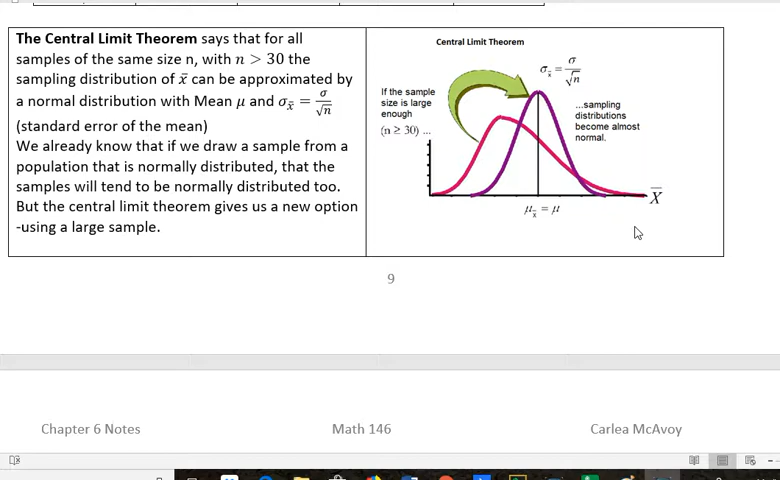 The Central Limit Theorem says that for all
samples of the same size n, with n > 30 the
sampling distribution of x̄ can be approximated by
a normal distribution with Mean μ and σx̄ = σ/√n
(standard error of the mean)
We already know that if we draw a sample from a
population that is normally distributed, that the
samples will tend to be normally distributed too.
But the central limit theorem gives us a new option
-using a large sample.
Central Limit Theorem
σx̄ = σ/√n
If the sample
size is large
enough
(n ≥ 30) ...
...sampling
distributions
become almost
normal.
X̄
μx̄ = μ
9
Chapter 6 Notes
Math 146
Carlea McAvoy